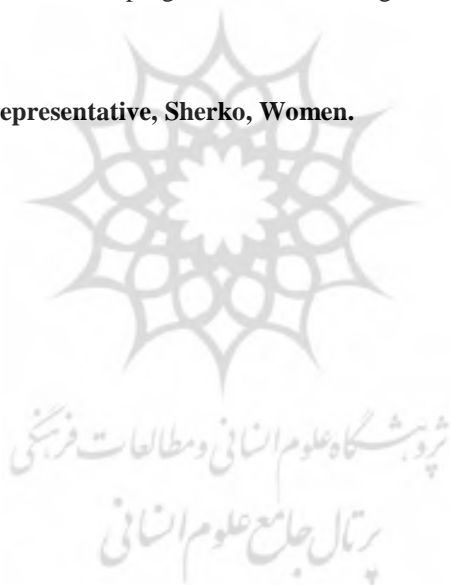 epresentative, Sherko, Women.
پژوهشگاه علوم انسانی و مطالعات فرهنگی
پرتال جامع علوم انسانی